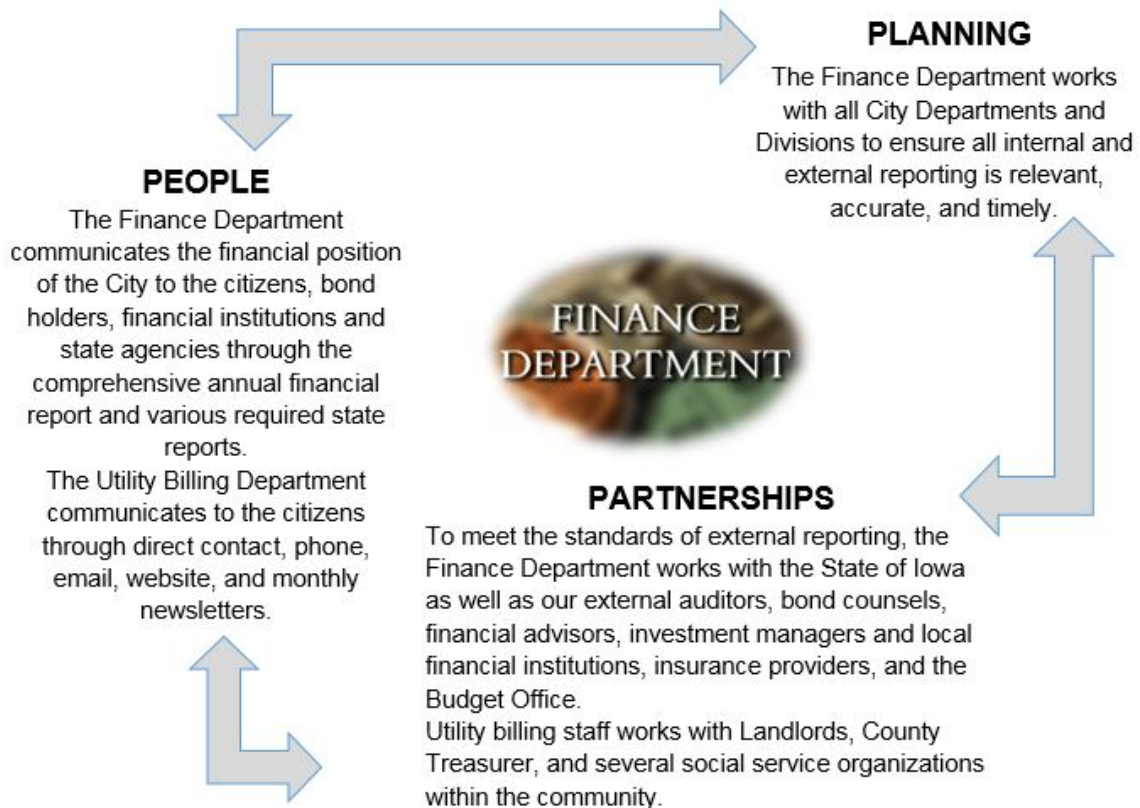 PLANNING
The Finance Department works
with all City Departments and
Divisions to ensure all internal and
external reporting is relevant,
accurate, and timely.
PEOPLE
The Finance Department
communicates the financial position
of the City to the citizens, bond
holders, financial institutions and
state agencies through the
comprehensive annual financial
report and various required state
reports.
The Utility Billing Department
communicates to the citizens
through direct contact, phone,
email, website, and monthly
newsletters.
FINANCE
DEPARTMENT
PARTNERSHIPS
To meet the standards of external reporting, the
Finance Department works with the State of Iowa
as well as our external auditors, bond counsels,
financial advisors, investment managers and local
financial institutions, insurance providers, and the
Budget Office.
Utility billing staff works with Landlords, County
Treasurer, and several social service organizations
within the community.